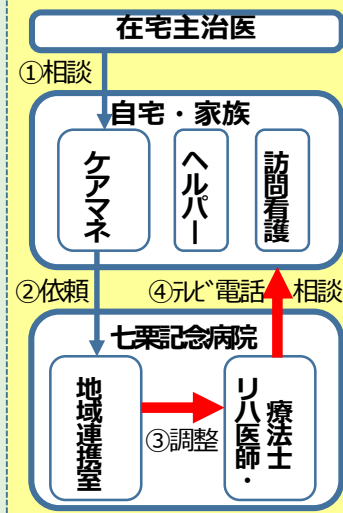 在宅主治医
①相談
自宅・家族
ケアマネ
ヘルパー
訪問看護
②依頼
④ﾃﾚﾋﾞ電話
相談
七栗記念病院
地域連携室
③調整
療法士
リハ医師・